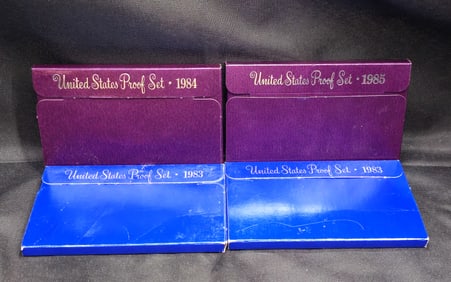 United States Proof Set · 1984
United States Proof Set · 1985
United States Proof Set · 1983
United States Proof Set · 1983